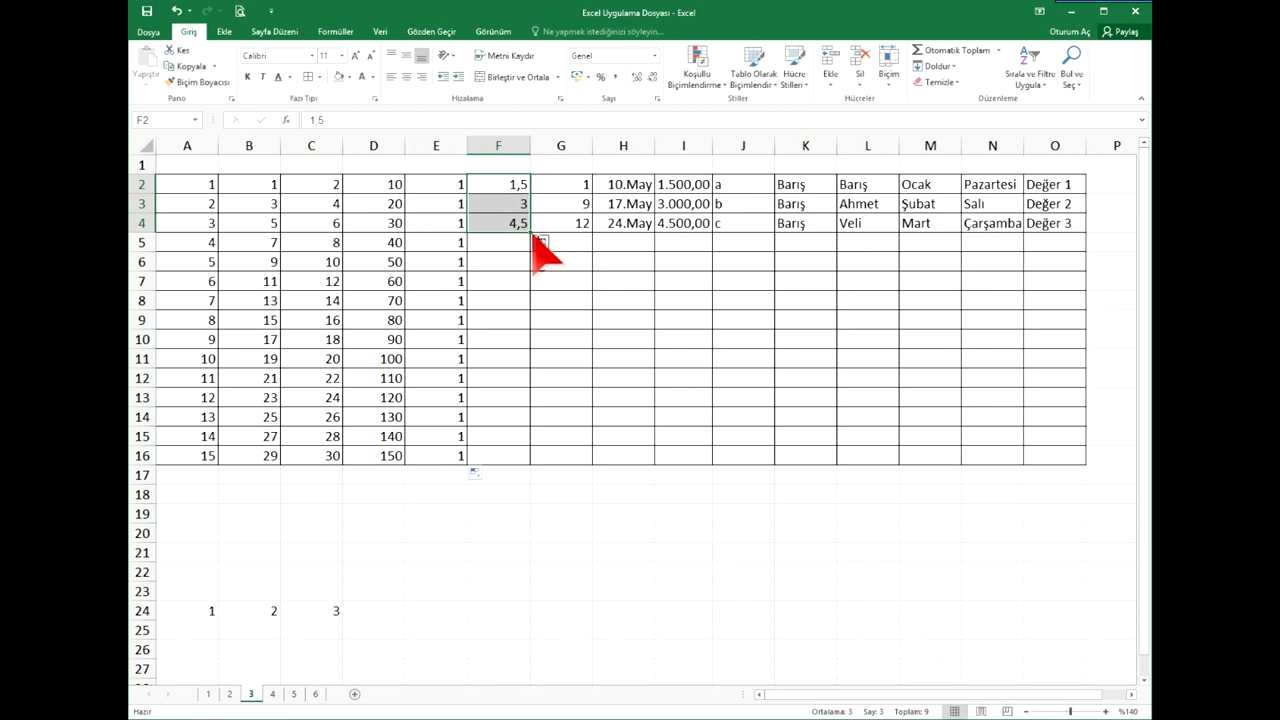 Excel Uygulama Dosyası - Excel
Dosya Giriş Ekle Sayfa Düzeni Formüller Veri Gözden Geçir Görünüm Ne yapmak istediğinizi söyleyin... Oturum Aç Paylaş
Yapıştır
Kes
Kopyala
Biçim Boyacısı
Pano
Calibri 11
K T A
Yazı Tipi
Metni Kaydır
Birleştir ve Ortala
Hizalama
Genel
%
Sayı
Koşullu Biçimlendirme
Tablo Olarak Biçimlendir
Hücre Stilleri
Stiller
Ekle Sil Biçim
Hücreler
Otomatik Toplam
Doldur
Temizle
Sırala ve Filtre Uygula
Bul ve Seç
Düzenleme
F2 fx 1,5
A B C D E F G H I J K L M N O P
1
2 1 1 2 10 1 1,5 1 10.May 1.500,00 a Barış Barış Ocak Pazartesi Değer 1
3 2 3 4 20 1 3 9 17.May 3.000,00 b Barış Ahmet Şubat Salı Değer 2
4 3 5 6 30 1 4,5 12 24.May 4.500,00 c Barış Veli Mart Çarşamba Değer 3
5 4 7 8 40 1
6 5 9 10 50 1
7 6 11 12 60 1
8 7 13 14 70 1
9 8 15 16 80 1
10 9 17 18 90 1
11 10 19 20 100 1
12 11 21 22 110 1
13 12 23 24 120 1
14 13 25 26 130 1
15 14 27 28 140 1
16 15 29 30 150 1
17
18
19
20
21
22
23
24 1 2 3
25
26
27
1 2 3 4 5 6
Hazır Ortalama: 3 Say: 3 Toplam: 9 %140